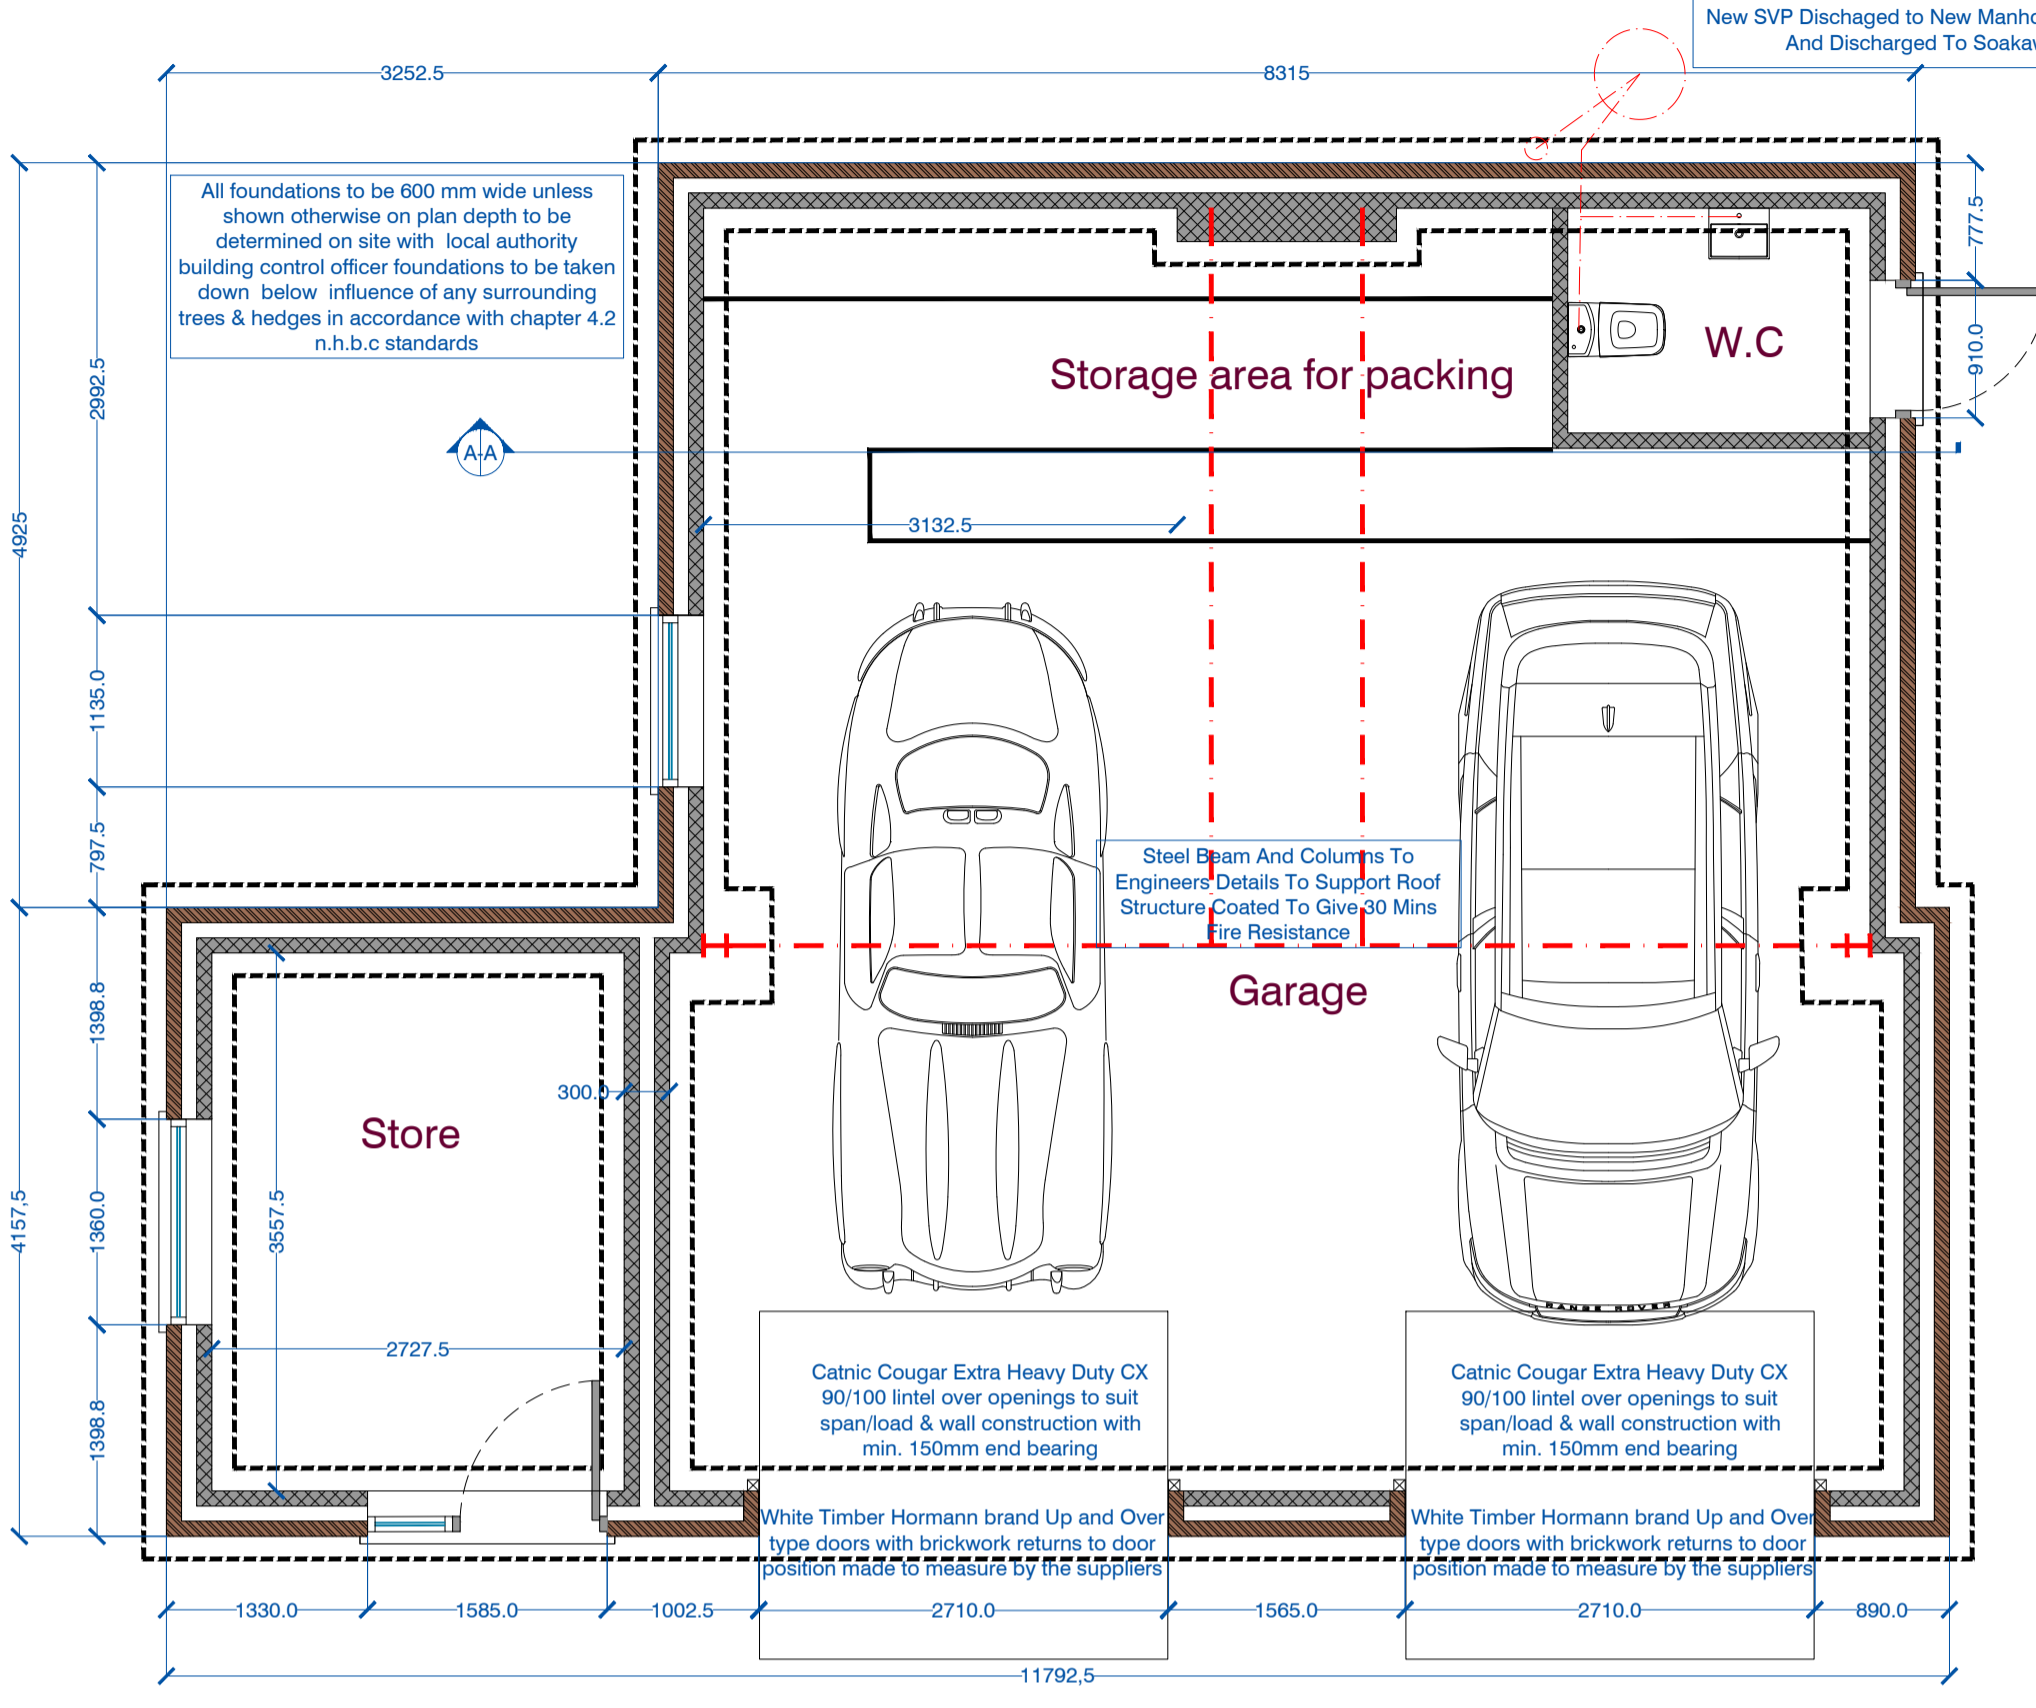 New SVP Dischaged to New
And Discharged To
3252.5
8315
All foundations to be 600 mm wide unless
shown otherwise on plan depth to be
determined on site with local authority
building control officer foundations to be taken
down below influence of any surrounding
trees & hedges in accordance with chapter 4.2
n.h.b.c standards
777.5
910.0
2992.5
W.C
Storage area for packing
A-A
4925
3132.5
1135.0
797.5
Steel Beam And Columns To
Engineers Details To Support Roof
Structure Coated To Give 30 Mins
Fire Resistance
Garage
1398.8
300.0
Store
4157,5
1360.0
3557.5
RANGE ROVER
2727.5
1398.8
Catnic Cougar Extra Heavy Duty CX
90/100 lintel over openings to suit
span/load & wall construction with
min. 150mm end bearing
Catnic Cougar Extra Heavy Duty CX
90/100 lintel over openings to suit
span/load & wall construction with
min. 150mm end bearing
White Timber Hormann brand Up and Over
type doors with brickwork returns to door
position made to measure by the suppliers
White Timber Hormann brand Up and Over
type doors with brickwork returns to door
position made to measure by the suppliers
1330.0
1585.0
1002.5
2710.0
1565.0
2710.0
890.0
11792,5